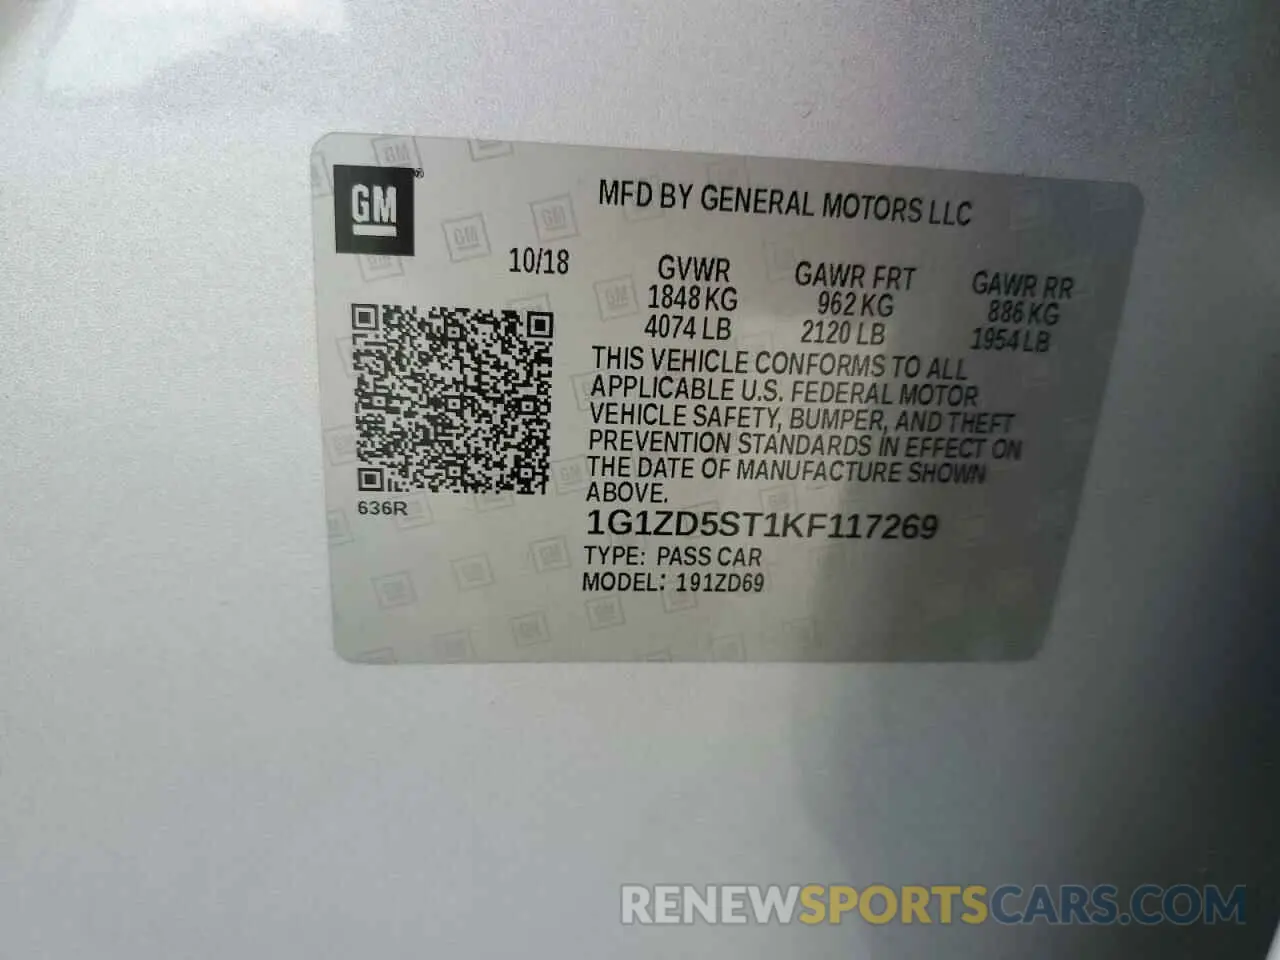 GM
MFD BY GENERAL MOTORS LLC
10/18
GVWR
1848 KG
4074 LB
GAWR FRT
962 KG
2120 LB
GAWR RR
886 KG
1954 LB
THIS VEHICLE CONFORMS TO ALL
APPLICABLE U.S. FEDERAL MOTOR
VEHICLE SAFETY, BUMPER, AND THEFT
PREVENTION STANDARDS IN EFFECT ON
THE DATE OF MANUFACTURE SHOWN
ABOVE.
636R
1G1ZD5ST1KF117269
TYPE: PASS CAR
MODEL: 191ZD69
RENEWSPORTSCARS.COM